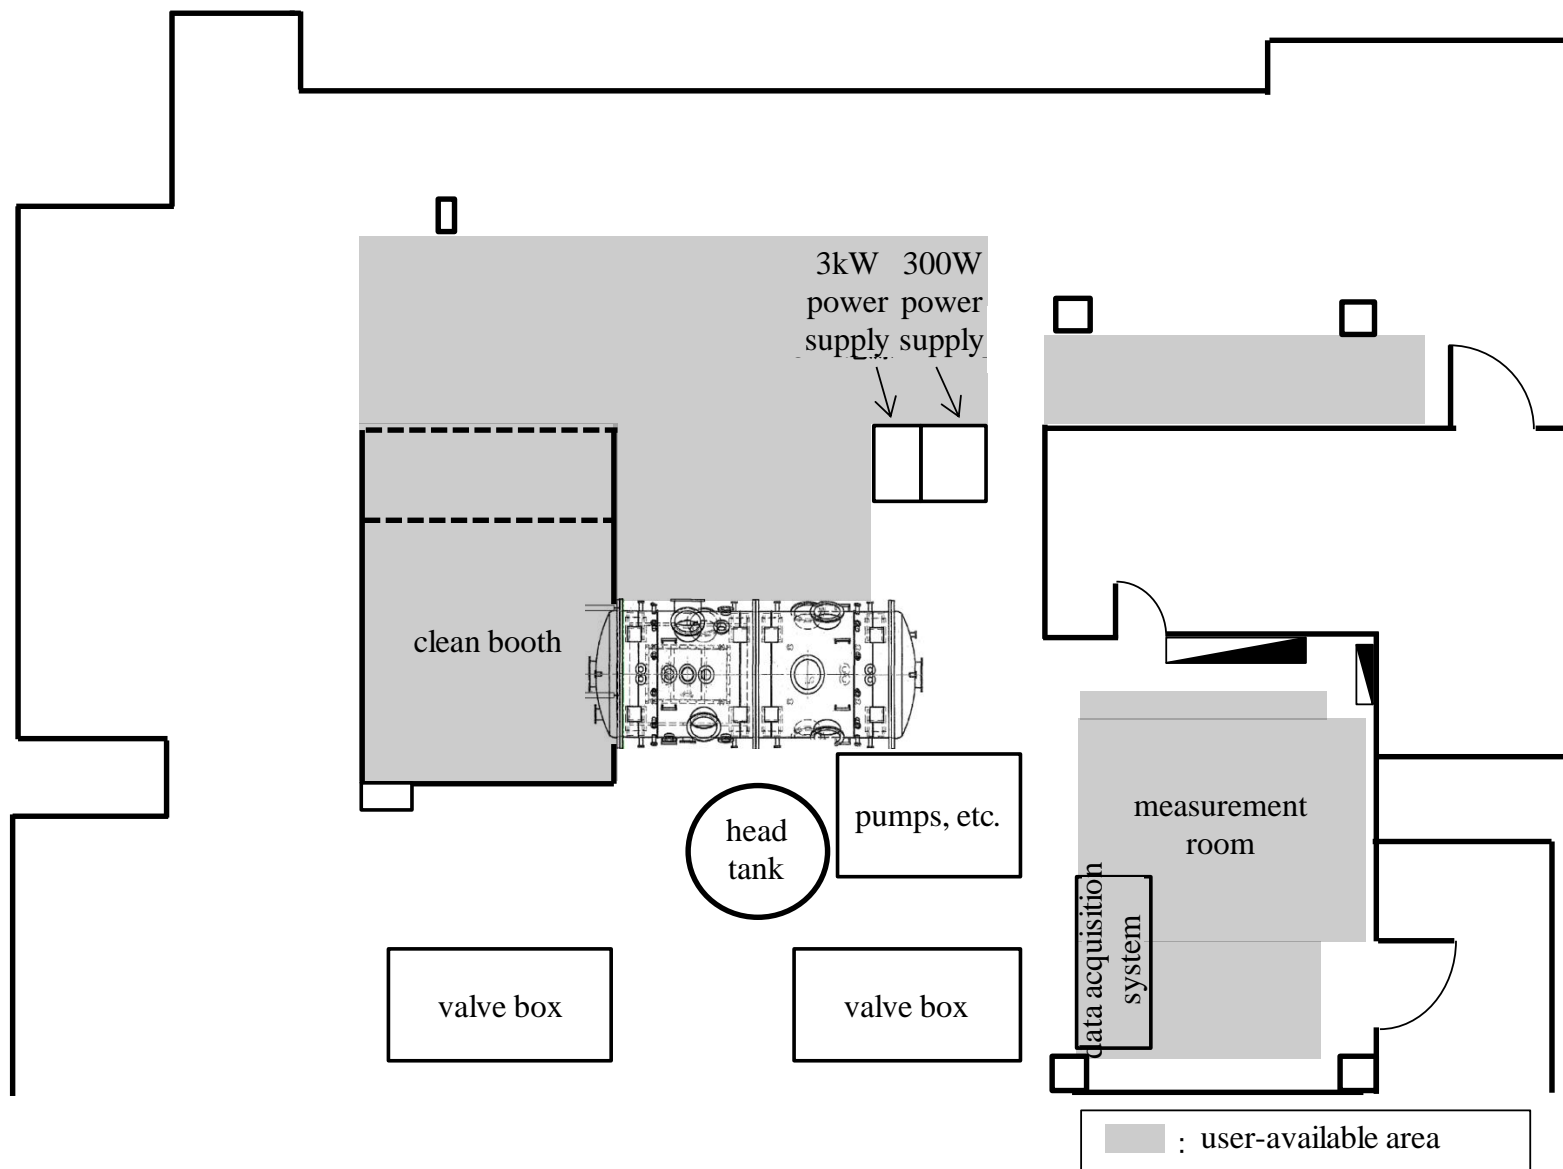 3kW
power
supply
300W
power
supply
clean booth
head
tank
pumps, etc.
measurement
room
data acquisition
system
valve box
valve box
: user-available area